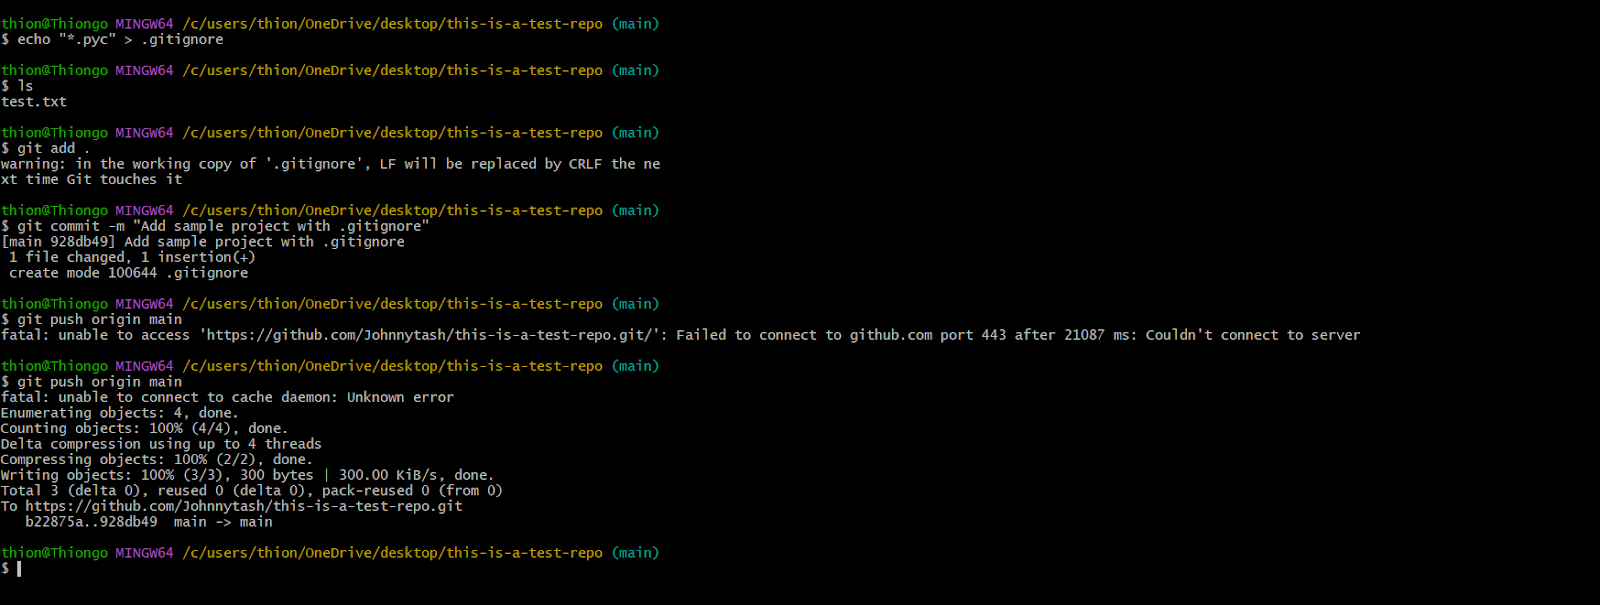 thion@Thiongo MINGW64 /c/users/thion/OneDrive/desktop/this-is-a-test-repo (main)
$ echo "*.pyc" > .gitignore
thion@Thiongo MINGW64 /c/users/thion/OneDrive/desktop/this-is-a-test-repo (main)
$ ls
test.txt
thion@Thiongo MINGW64 /c/users/thion/OneDrive/desktop/this-is-a-test-repo (main)
$ git add .
warning: in the working copy of '.gitignore', LF will be replaced by CRLF the ne
xt time Git touches it
thion@Thiongo MINGW64 /c/users/thion/OneDrive/desktop/this-is-a-test-repo (main)
$ git commit -m "Add sample project with .gitignore"
[main 928db49] Add sample project with .gitignore
 1 file changed, 1 insertion(+)
 create mode 100644 .gitignore
thion@Thiongo MINGW64 /c/users/thion/OneDrive/desktop/this-is-a-test-repo (main)
$ git push origin main
fatal: unable to access 'https://github.com/Johnnytash/this-is-a-test-repo.git/': Failed to connect to github.com port 443 after 21087 ms: Couldn't connect to server
thion@Thiongo MINGW64 /c/users/thion/OneDrive/desktop/this-is-a-test-repo (main)
$ git push origin main
fatal: unable to connect to cache daemon: Unknown error
Enumerating objects: 4, done.
Counting objects: 100% (4/4), done.
Delta compression using up to 4 threads
Compressing objects: 100% (2/2), done.
Writing objects: 100% (3/3), 300 bytes | 300.00 KiB/s, done.
Total 3 (delta 0), reused 0 (delta 0), pack-reused 0 (from 0)
To https://github.com/Johnnytash/this-is-a-test-repo.git
   b22875a..928db49  main -> main
thion@Thiongo MINGW64 /c/users/thion/OneDrive/desktop/this-is-a-test-repo (main)
$